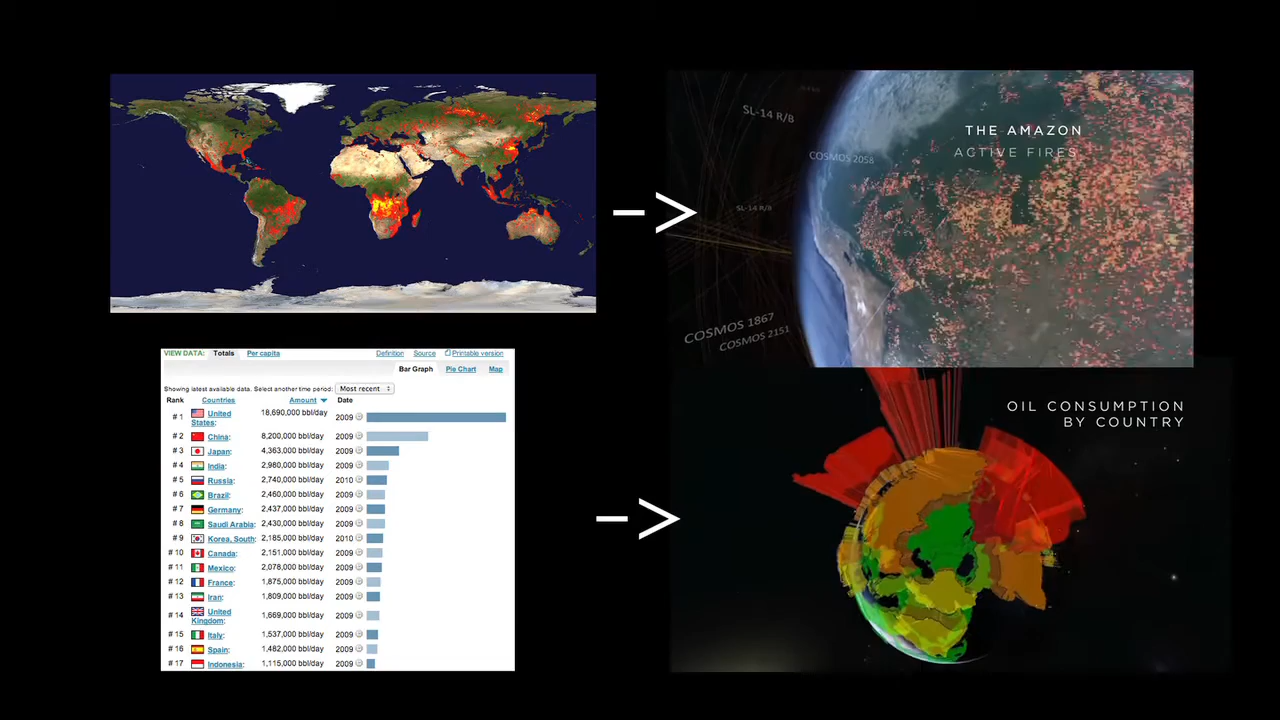 SL-14 R/B
COSMOS 2058
SL-14 R/B
COSMOS 1867
COSMOS 2151
THE AMAZON
ACTIVE FIRES
->
VIEW DATA: Totals Per capita Definition Source Printable version
Bar Graph Pie Chart Map
Showing latest available data. Select another time period: Most recent
Rank Countries Amount Date
# 1 United States: 18,690,000 bbl/day 2009
# 2 China: 8,200,000 bbl/day 2009
# 3 Japan: 4,363,000 bbl/day 2009
# 4 India: 2,980,000 bbl/day 2009
# 5 Russia: 2,740,000 bbl/day 2010
# 6 Brazil: 2,460,000 bbl/day 2009
# 7 Germany: 2,437,000 bbl/day 2009
# 8 Saudi Arabia: 2,430,000 bbl/day 2009
# 9 Korea, South: 2,185,000 bbl/day 2010
# 10 Canada: 2,151,000 bbl/day 2009
# 11 Mexico: 2,078,000 bbl/day 2009
# 12 France: 1,875,000 bbl/day 2009
# 13 Iran: 1,809,000 bbl/day 2009
# 14 United Kingdom: 1,669,000 bbl/day 2009
# 15 Italy: 1,537,000 bbl/day 2009
# 16 Spain: 1,482,000 bbl/day 2009
# 17 Indonesia: 1,115,000 bbl/day 2009
->
OIL CONSUMPTION
BY COUNTRY